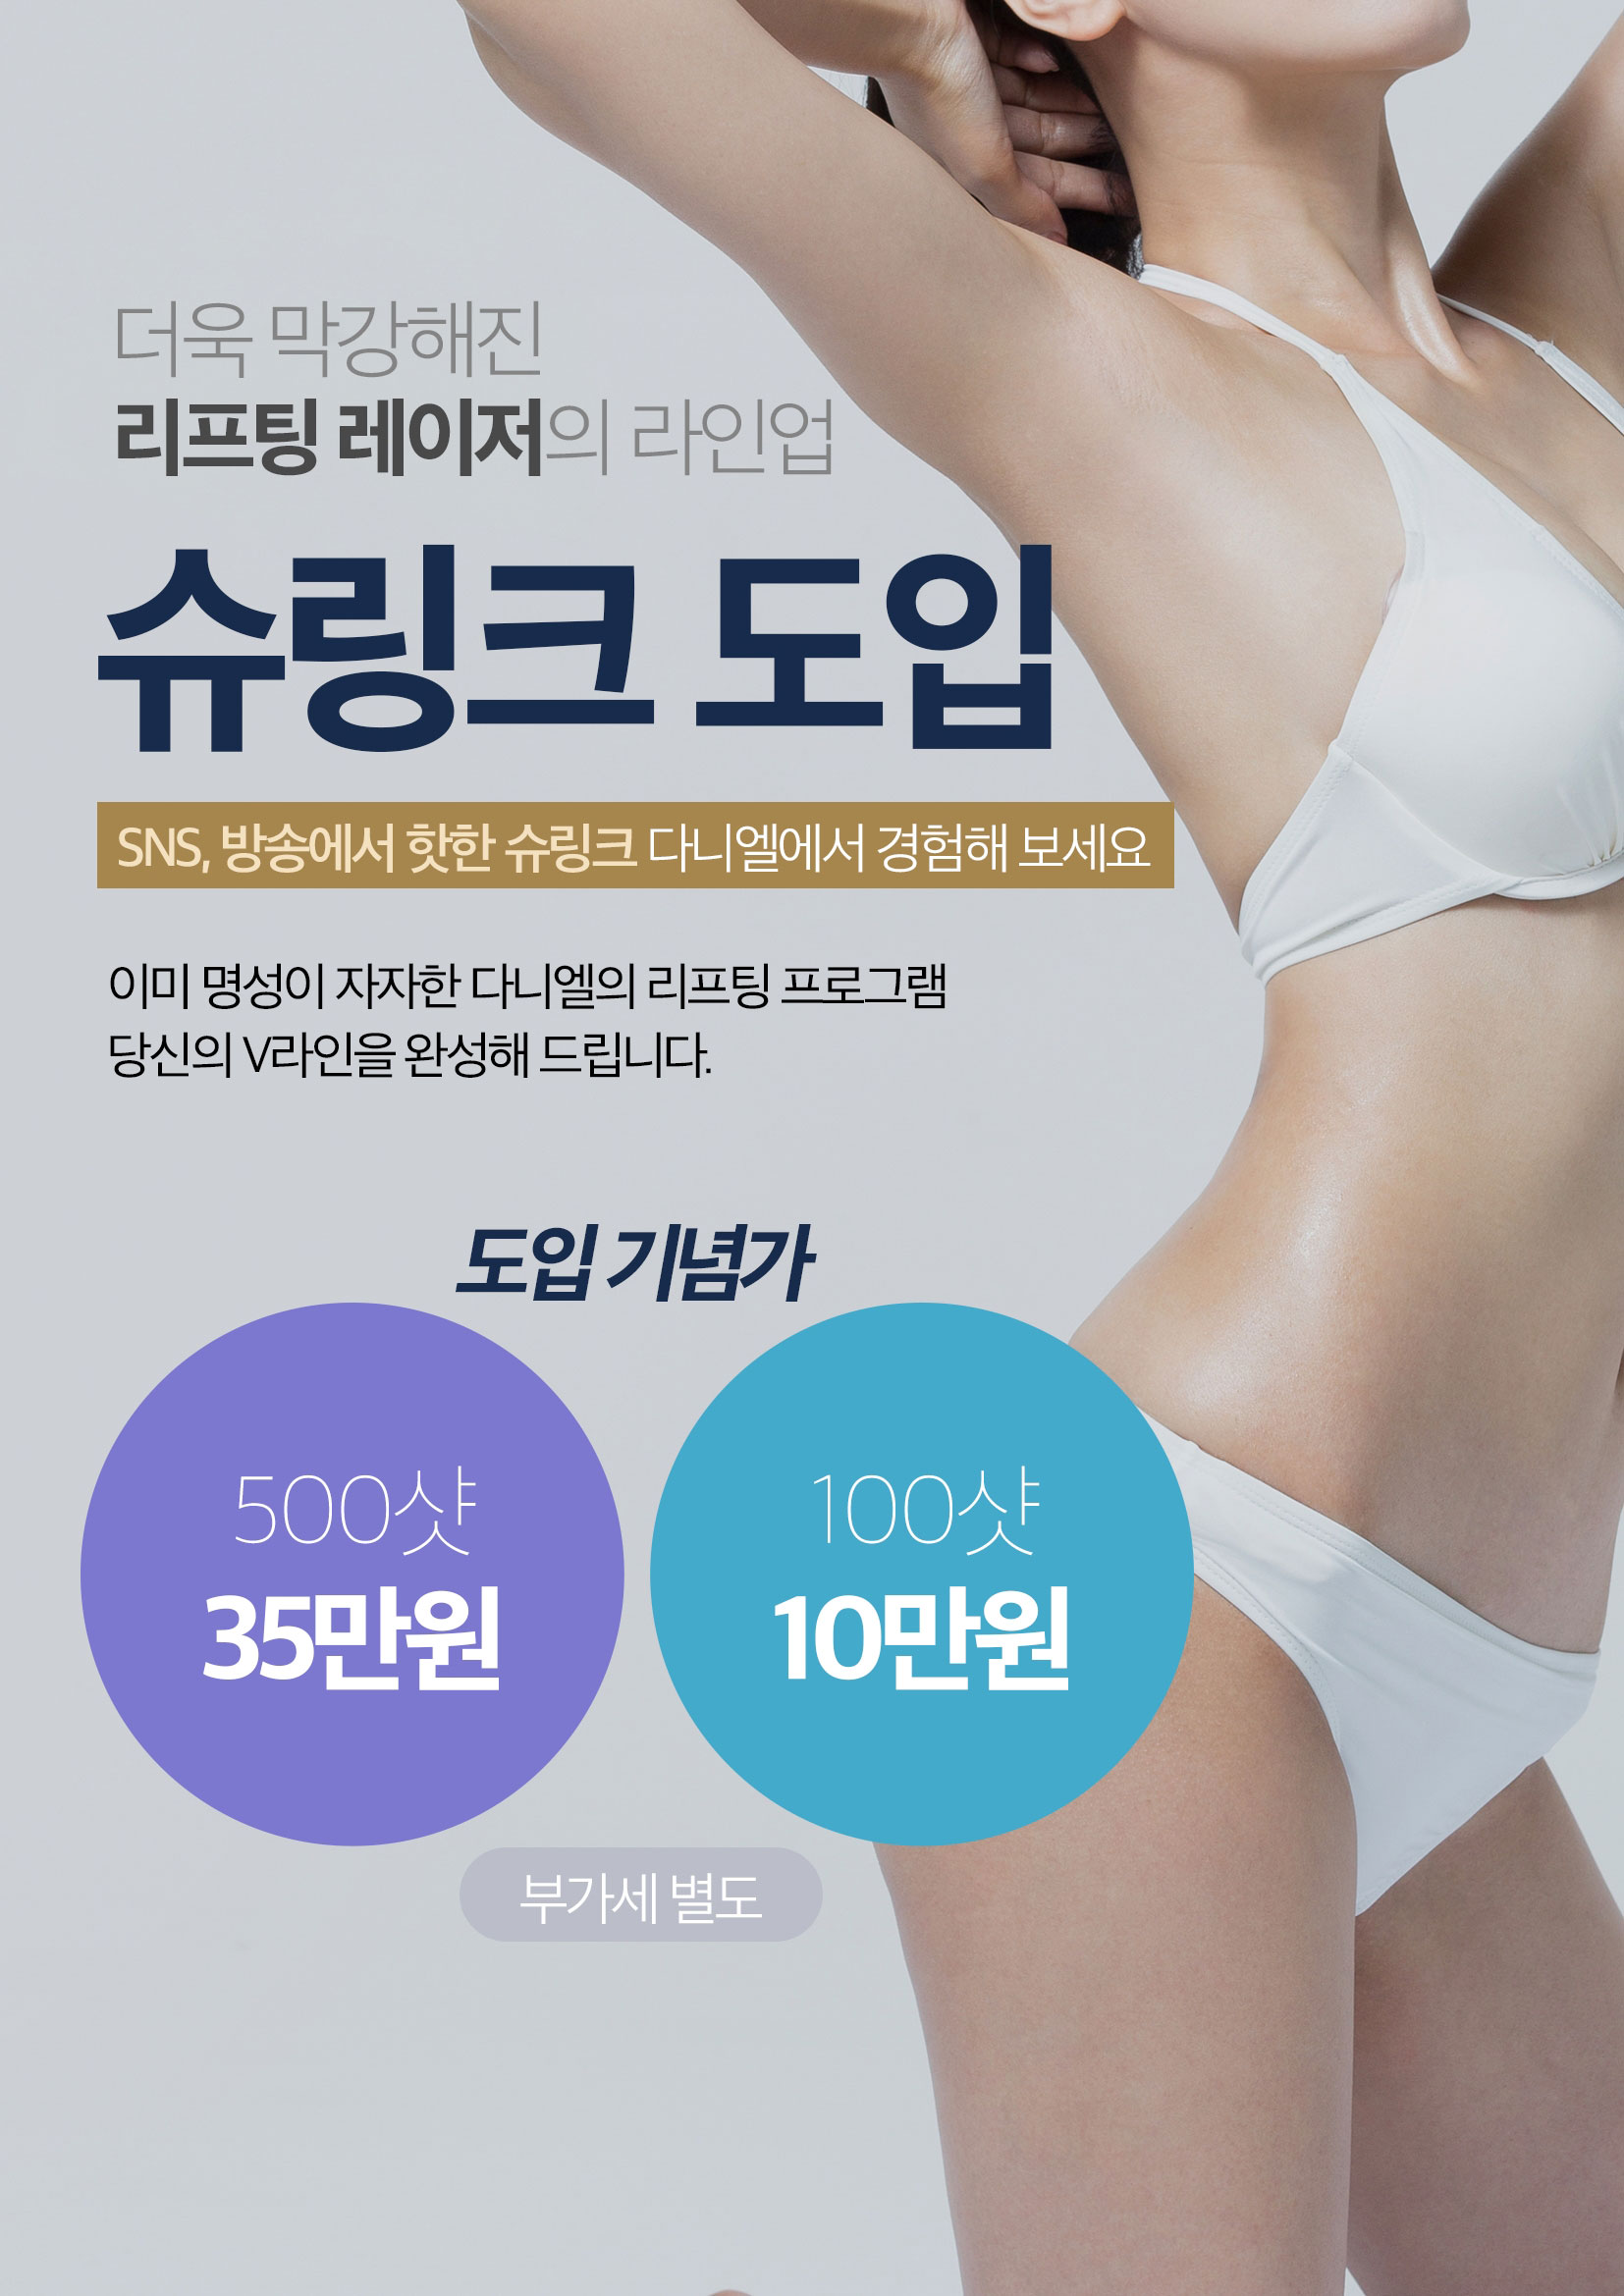 더욱 막강해진
리프팅 레이저의 라인업
슈링크 도입
SNS, 방송에서 핫한 슈링크 다니엘에서 경험해 보세요
이미 명성이 자자한 다니엘의 리프팅 프로그램
당신의 V라인을 완성해 드립니다.
도입 기념가
500샷
35만원
100샷
10만원
부가세 별도